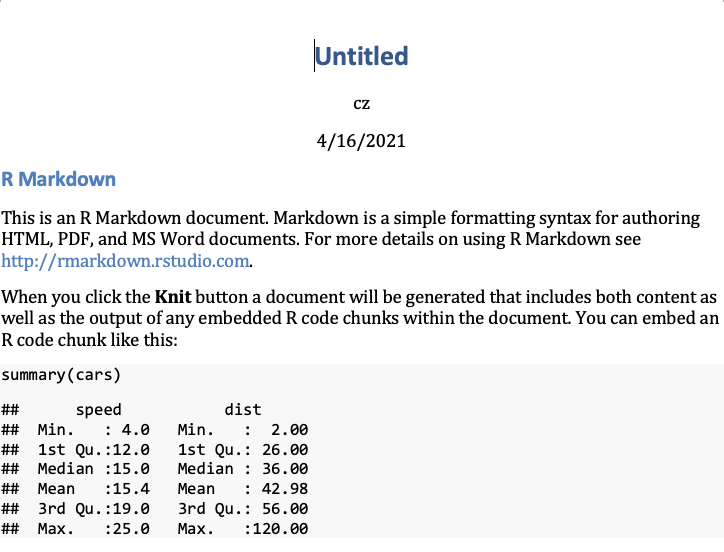 Untitled
cz
4/16/2021
R Markdown
This is an R Markdown document. Markdown is a simple formatting syntax for authoring
HTML, PDF, and MS Word documents. For more details on using R Markdown see
http://rmarkdown.rstudio.com.
When you click the Knit button a document will be generated that includes both content as
well as the output of any embedded R code chunks within the document. You can embed an
R code chunk like this:
summary(cars)
##      speed           dist
##  Min.   : 4.0   Min.   :  2.00
##  1st Qu.:12.0   1st Qu.: 26.00
##  Median :15.0   Median : 36.00
##  Mean   :15.4   Mean   : 42.98
##  3rd Qu.:19.0   3rd Qu.: 56.00
##  Max.   :25.0   Max.   :120.00